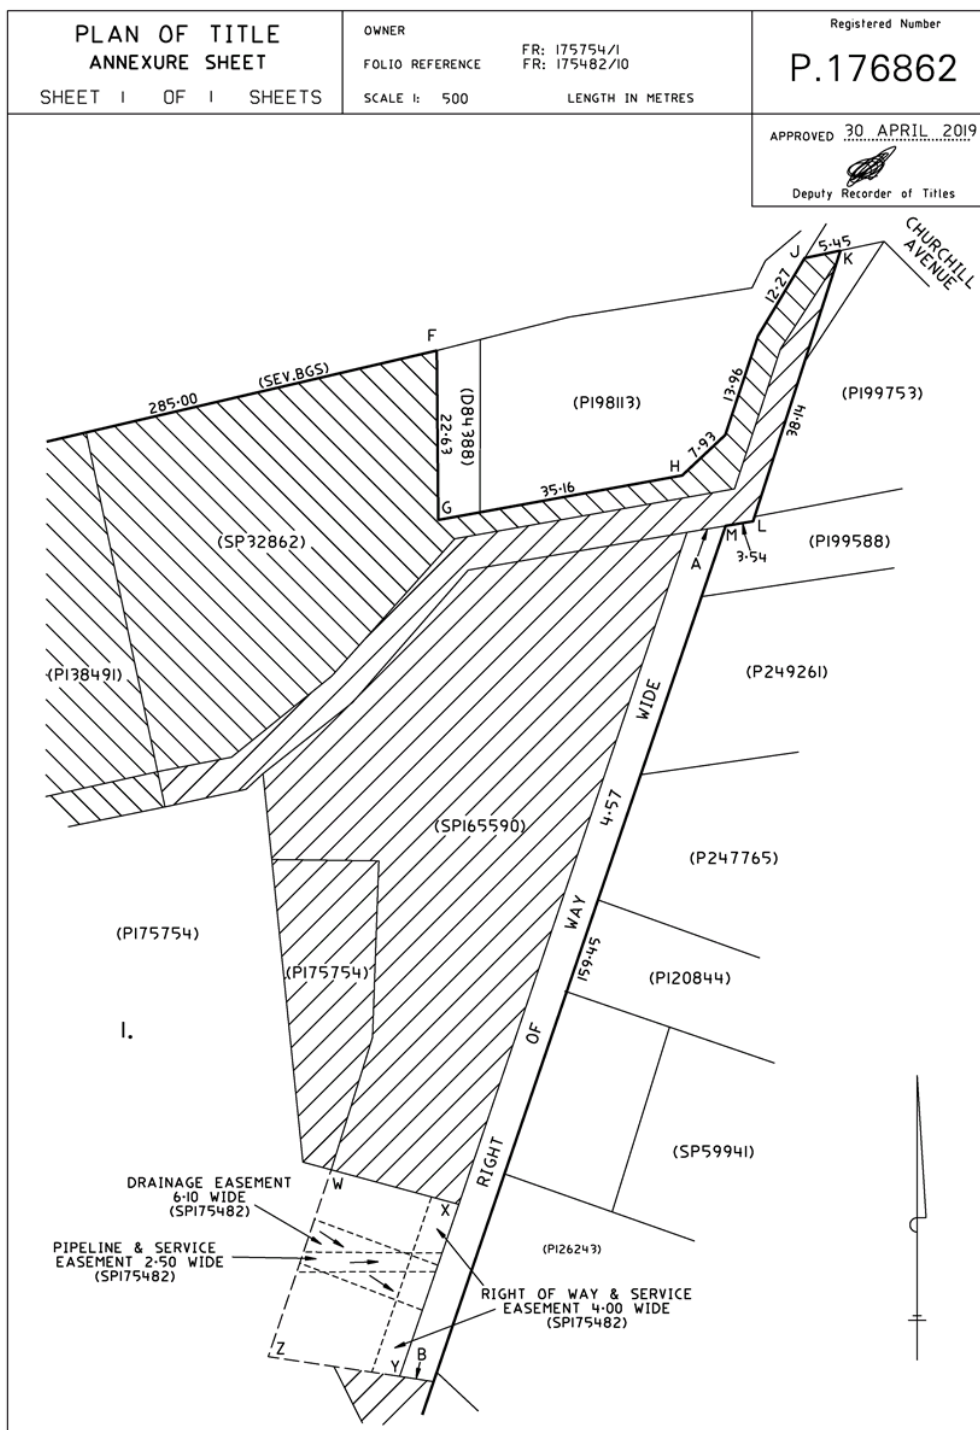 PLAN OF TITLE
ANNEXURE SHEET
SHEET 1 OF 1 SHEETS
OWNER
FOLIO REFERENCE
FR: 175754/1
FR: 175482/10
SCALE 1: 500
LENGTH IN METRES
Registered Number
P.176862
APPROVED 30 APRIL 2019
Deputy Recorder of Titles
CHURCHILL
AVENUE
J
5·45
K
12·27
F
(SEV.BGS)
285·00
(D84388)
22·63
(P198113)
13·96
(P199753)
38·14
7·93
H
35·16
G
L
M
3·54
A
(SP32862)
(P199588)
(P138491)
(P249261)
WIDE
4·57
(SP165590)
(P247765)
WAY
159·45
(P175754)
(P175754)
(P120844)
1.
OF
RIGHT
(SP59941)
DRAINAGE EASEMENT
6·10 WIDE
(SP175482)
W
X
PIPELINE & SERVICE
EASEMENT 2·50 WIDE
(SP175482)
(P126243)
RIGHT OF WAY & SERVICE
EASEMENT 4·00 WIDE
(SP175482)
Z
Y
B